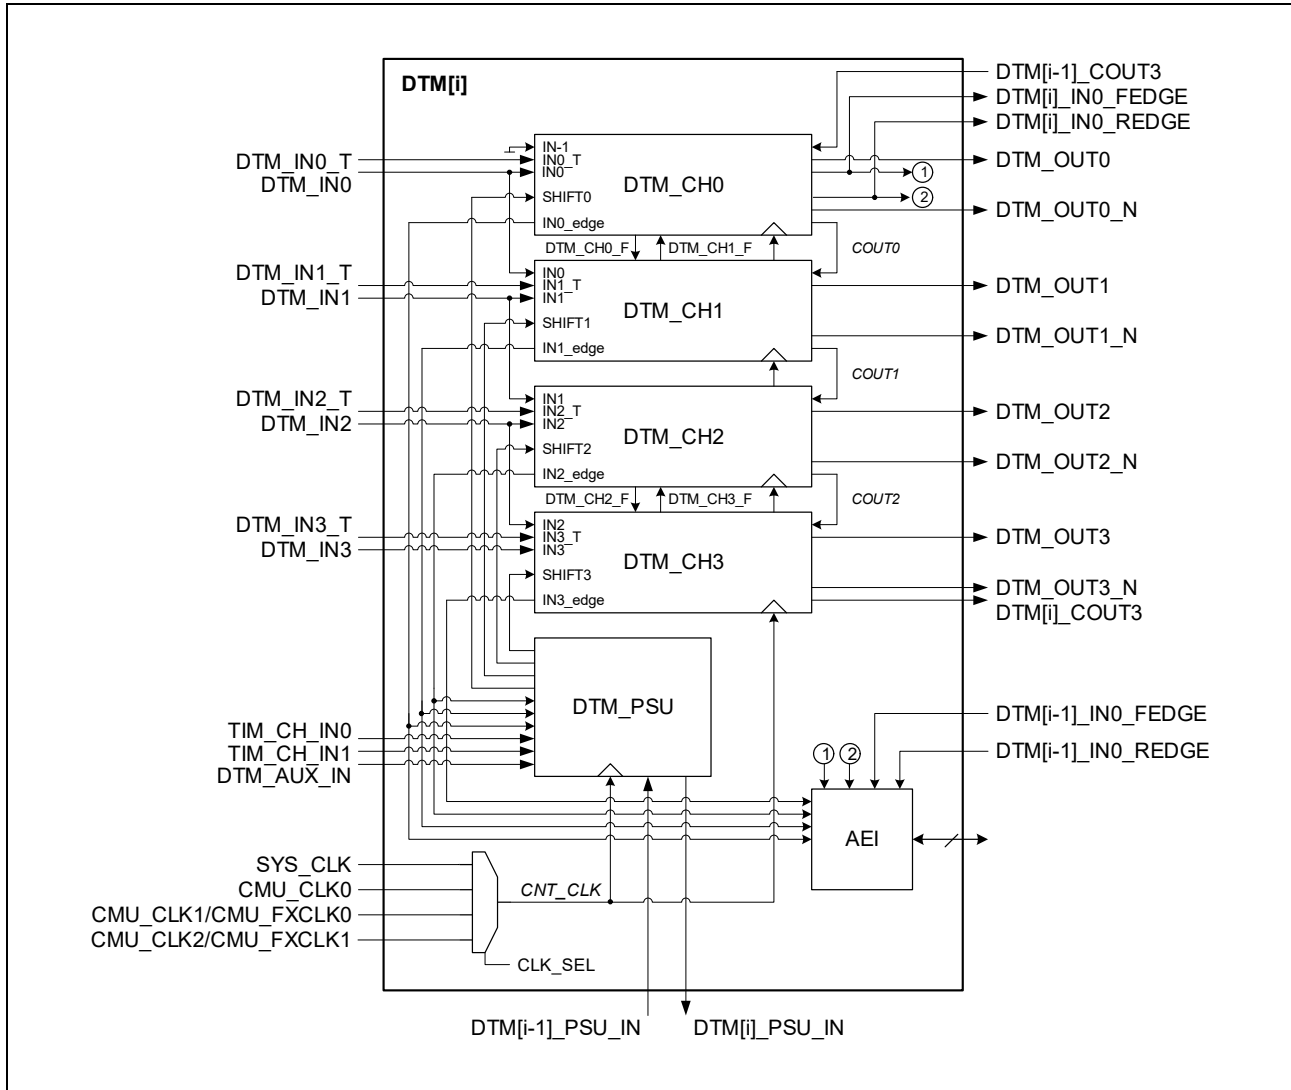 DTM[i]
DTM[i-1]_COUT3
DTM[i]_IN0_FEDGE
DTM[i]_IN0_REDGE
DTM_IN0_T
DTM_IN0
IN-1
IN0_T
IN0
SHIFT0
IN0_edge
DTM_CH0
DTM_OUT0
1
2
DTM_OUT0_N
DTM_CH0_F
DTM_CH1_F
COUT0
DTM_IN1_T
DTM_IN1
IN0
IN1_T
IN1
SHIFT1
IN1_edge
DTM_CH1
DTM_OUT1
DTM_OUT1_N
COUT1
DTM_IN2_T
DTM_IN2
IN1
IN2_T
IN2
SHIFT2
IN2_edge
DTM_CH2
DTM_OUT2
DTM_OUT2_N
DTM_CH2_F
DTM_CH3_F
COUT2
DTM_IN3_T
DTM_IN3
IN2
IN3_T
IN3
SHIFT3
IN3_edge
DTM_CH3
DTM_OUT3
DTM_OUT3_N
DTM[i]_COUT3
DTM_PSU
TIM_CH_IN0
TIM_CH_IN1
DTM_AUX_IN
DTM[i-1]_IN0_FEDGE
DTM[i-1]_IN0_REDGE
1
2
AEI
SYS_CLK
CMU_CLK0
CMU_CLK1/CMU_FXCLK0
CMU_CLK2/CMU_FXCLK1
CNT_CLK
CLK_SEL
DTM[i-1]_PSU_IN
DTM[i]_PSU_IN